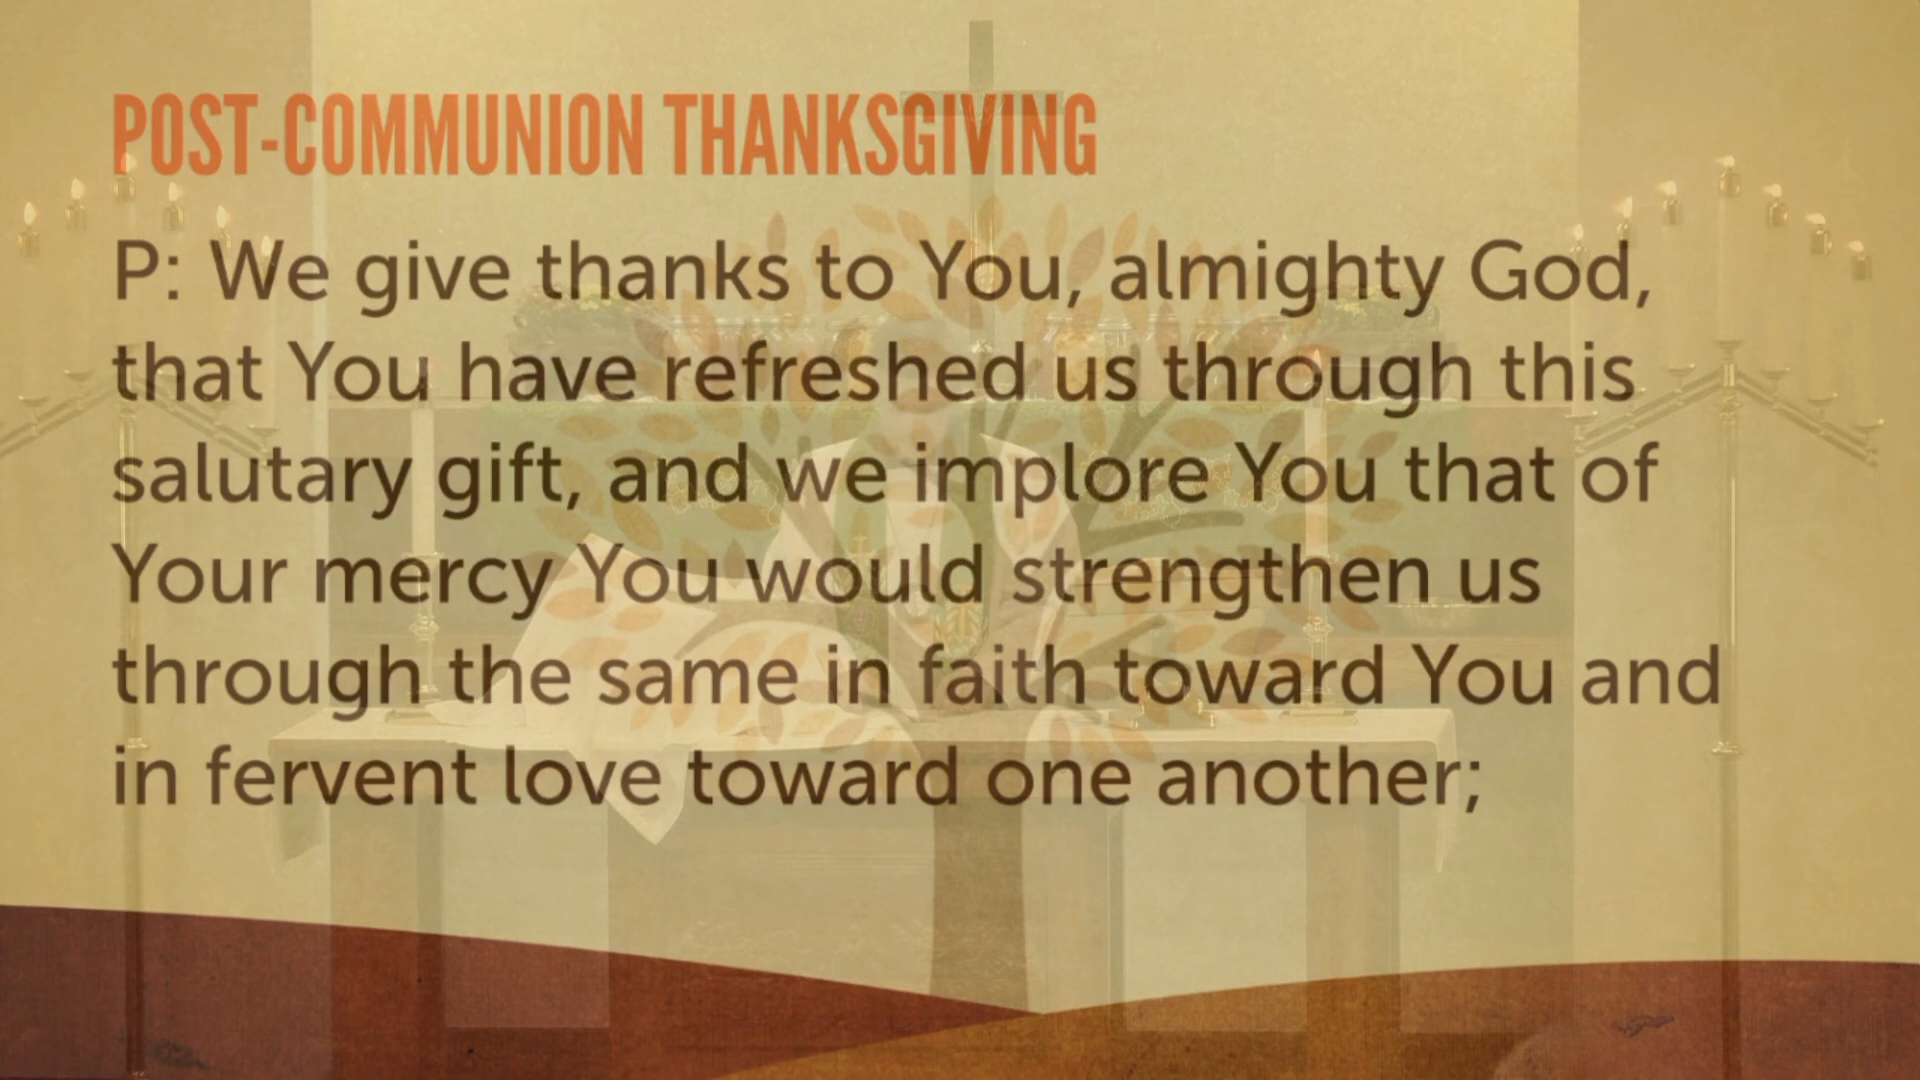 POST-COMMUNION THANKSGIVING
P: We give thanks to You, almighty God,
that You have refreshed us through this
salutary gift, and we implore You that of
Your mercy You would strengthen us
through the same in faith toward You and
in fervent love toward one another;